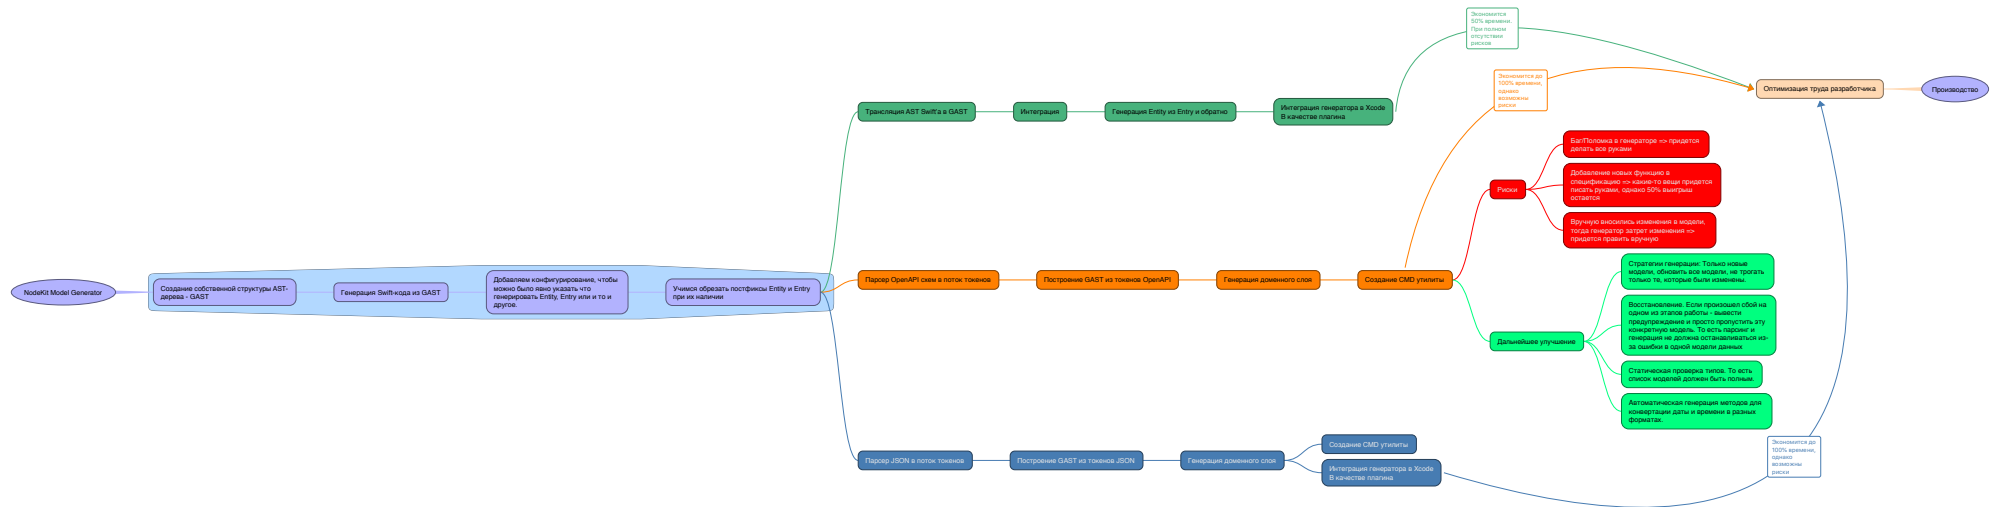 NodeKit Model Generator
Создание собственной структуры AST-
дерева - GAST
Генерация Swift-кода из GAST
Добавляем конфигурирование, чтобы
можно было явно указать что
генерировать Entity, Entry или и то и
другое.
Учимся обрезать постфиксы Entity и Entry
при их наличии
Трансляция AST Swift'а в GAST
Интеграция
Генерация Entity из Entry и обратно
Интеграция генератора в Xcode
В качестве плагина
Экономится
50% времени.
При полном
отсутствии
рисков
Экономится до
100% времени,
однако
возможны
риски
Оптимизация труда разработчика
Производство
Парсер OpenAPI схем в поток токенов
Построение GAST из токенов OpenAPI
Генерация доменного слоя
Создание CMD утилиты
Риски
Баг/Поломка в генераторе => придется
делать все руками
Добавление новых функцию в
спецификацию => какие-то вещи придется
писать руками, однако 50% выигрыш
остается
Вручную вносились изменения в модели,
тогда генератор затрет изменения =>
придется править вручную
Дальнейшее улучшение
Стратегии генерации: Только новые
модели, обновить все модели, не трогать
только те, которые были изменены.
Восстановление. Если произошел сбой на
одном из этапов работы - вывести
предупреждение и просто пропустить эту
конкретную модель. То есть парсинг и
генерация не должна останавливаться из-
за ошибки в одной модели данных
Статическая проверка типов. То есть
список моделей должен быть полным.
Автоматическая генерация методов для
конвертации даты и времени в разных
форматах.
Парсер JSON в поток токенов
Построение GAST из токенов JSON
Генерация доменного слоя
Создание CMD утилиты
Интеграция генератора в Xcode
В качестве плагина
Экономится до
100% времени,
однако
возможны
риски